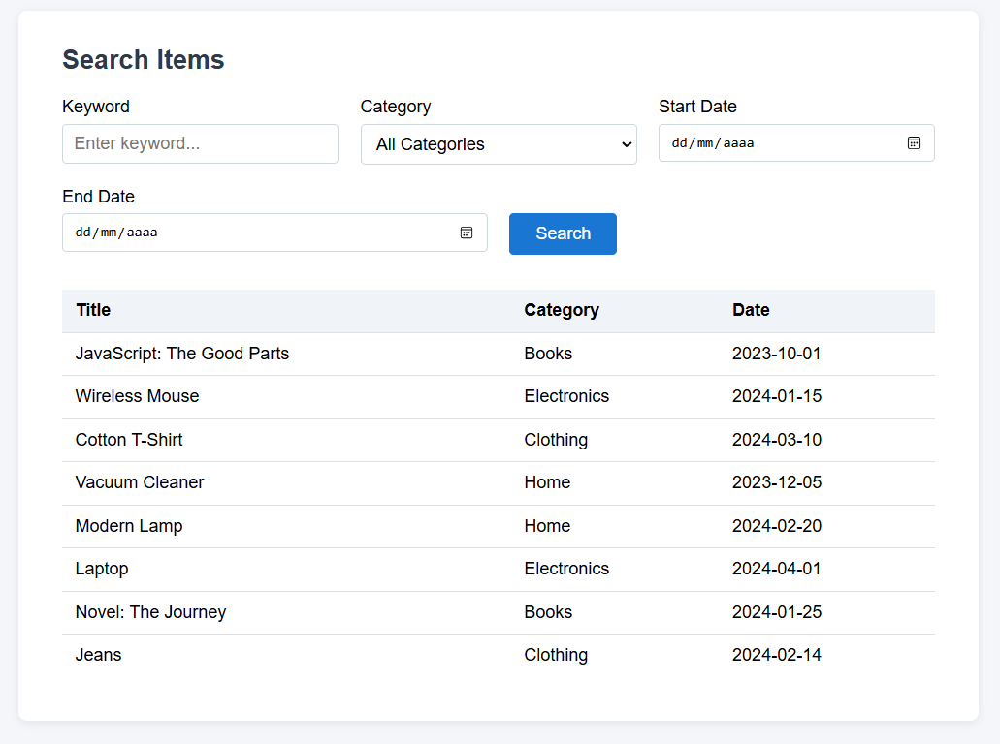 Search Items
Keyword Category Start Date
Enter keyword... All Categories dd/mm/aaaa
End Date
dd/mm/aaaa Search
Title Category Date
JavaScript: The Good Parts Books 2023-10-01
Wireless Mouse Electronics 2024-01-15
Cotton T-Shirt Clothing 2024-03-10
Vacuum Cleaner Home 2023-12-05
Modern Lamp Home 2024-02-20
Laptop Electronics 2024-04-01
Novel: The Journey Books 2024-01-25
Jeans Clothing 2024-02-14